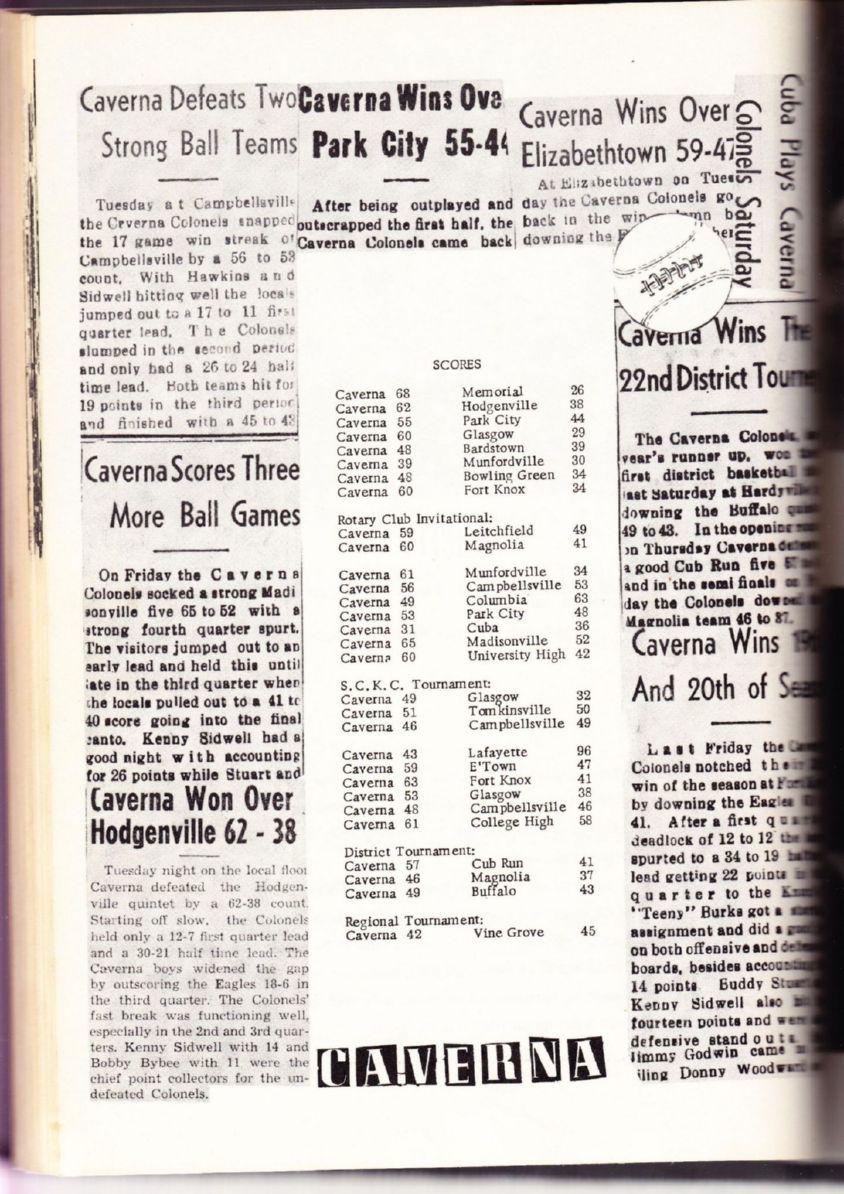 Caverna Defeats Two
Strong Ball Teams
Tuesday at Campbellsville
the Crverna Colonels snapped
the 17 game win streak of
Campbellsville by a 56 to 53
count. With Hawkins and
Sidwell hitting well the locals
jumped out to a 17 to 11 first
quarter lead. The Colonels
slumped in the second period
and only had a 26 to 24 half
time lead. Both teams hit for
19 points in the third period
and finished with a 45 to 43
Caverna Scores Three
More Ball Games
On Friday the Caverna
Colonels socked a strong Madi
sonville five 65 to 52 with a
strong fourth quarter spurt.
The visitors jumped out to an
early lead and held this until
late in the third quarter when
the locals pulled out to a 41 to
40 score going into the final
canto. Kenny Sidwell had a
good night with accounting
for 26 points while Stuart and
Caverna Won Over
Hodgenville 62 - 38
Tuesday night on the local floor
Caverna defeated the Hodgen-
ville quintet by a 62-38 count.
Starting off slow, the Colonels
held only a 12-7 first quarter lead
and a 30-21 half time lead. The
Caverna boys widened the gap
by outscoring the Eagles 18-6 in
the third quarter. The Colonels'
fast break was functioning well,
especially in the 2nd and 3rd quar-
ters. Kenny Sidwell with 14 and
Bobby Bybee with 11 were the
chief point collectors for the un-
defeated Colonels.
Caverna Wins Ove
Park City 55-44
After being outplayed and
outscrapped the first half, the
Caverna Colonels came back
Caverna Wins Over
Elizabethtown 59-47
At Elizabethtown on Tues
day the Caverna Colonels go
back in the win
downing the
Cuba Plays Caverna
Colonels Saturday
SCORES
Caverna 68 Memorial 26
Caverna 62 Hodgenville 38
Caverna 55 Park City 44
Caverna 60 Glasgow 29
Caverna 48 Bardstown 39
Caverna 39 Munfordville 30
Caverna 48 Bowling Green 34
Caverna 60 Fort Knox 34
Rotary Club Invitational:
Caverna 59 Leitchfield 49
Caverna 60 Magnolia 41
Caverna 61 Munfordville 34
Caverna 56 Campbellsville 53
Caverna 49 Columbia 63
Caverna 53 Park City 48
Caverna 31 Cuba 36
Caverna 65 Madisonville 52
Caverna 60 University High 42
S.C.K.C. Tournament:
Caverna 49 Glasgow 32
Caverna 51 Tomkinsville 50
Caverna 46 Campbellsville 49
Caverna 43 Lafayette 96
Caverna 59 E'Town 47
Caverna 63 Fort Knox 41
Caverna 53 Glasgow 38
Caverna 48 Campbellsville 46
Caverna 61 College High 58
District Tournament:
Caverna 57 Cub Run 41
Caverna 46 Magnolia 37
Caverna 49 Buffalo 43
Regional Tournament:
Caverna 42 Vine Grove 45
CAVERNA
Caverna Wins The
22nd District Tour
The Caverna Colonels,
year's runner up, won
first district basketbal
last Saturday at Hardyville
downing the Buffalo
49 to 43. In the opening
on Thursday Caverna
a good Cub Run five
and in the semi finals
day the Colonels downed
Magnolia team 46 to 37.
Caverna Wins
And 20th of Sea
Last Friday the
Colonels notched their
win of the season at
by downing the Eagles
41. After a first
deadlock of 12 to 12 the
spurted to a 34 to 19
lead getting 22 points
quarter to the
"Teeny" Burks got a
assignment and did a
on both offensive and
boards, besides accounting
14 points. Buddy
Kenny Sidwell also
fourteen points and were
defensive standouts.
Jimmy Godwin came
iling Donny Woodward